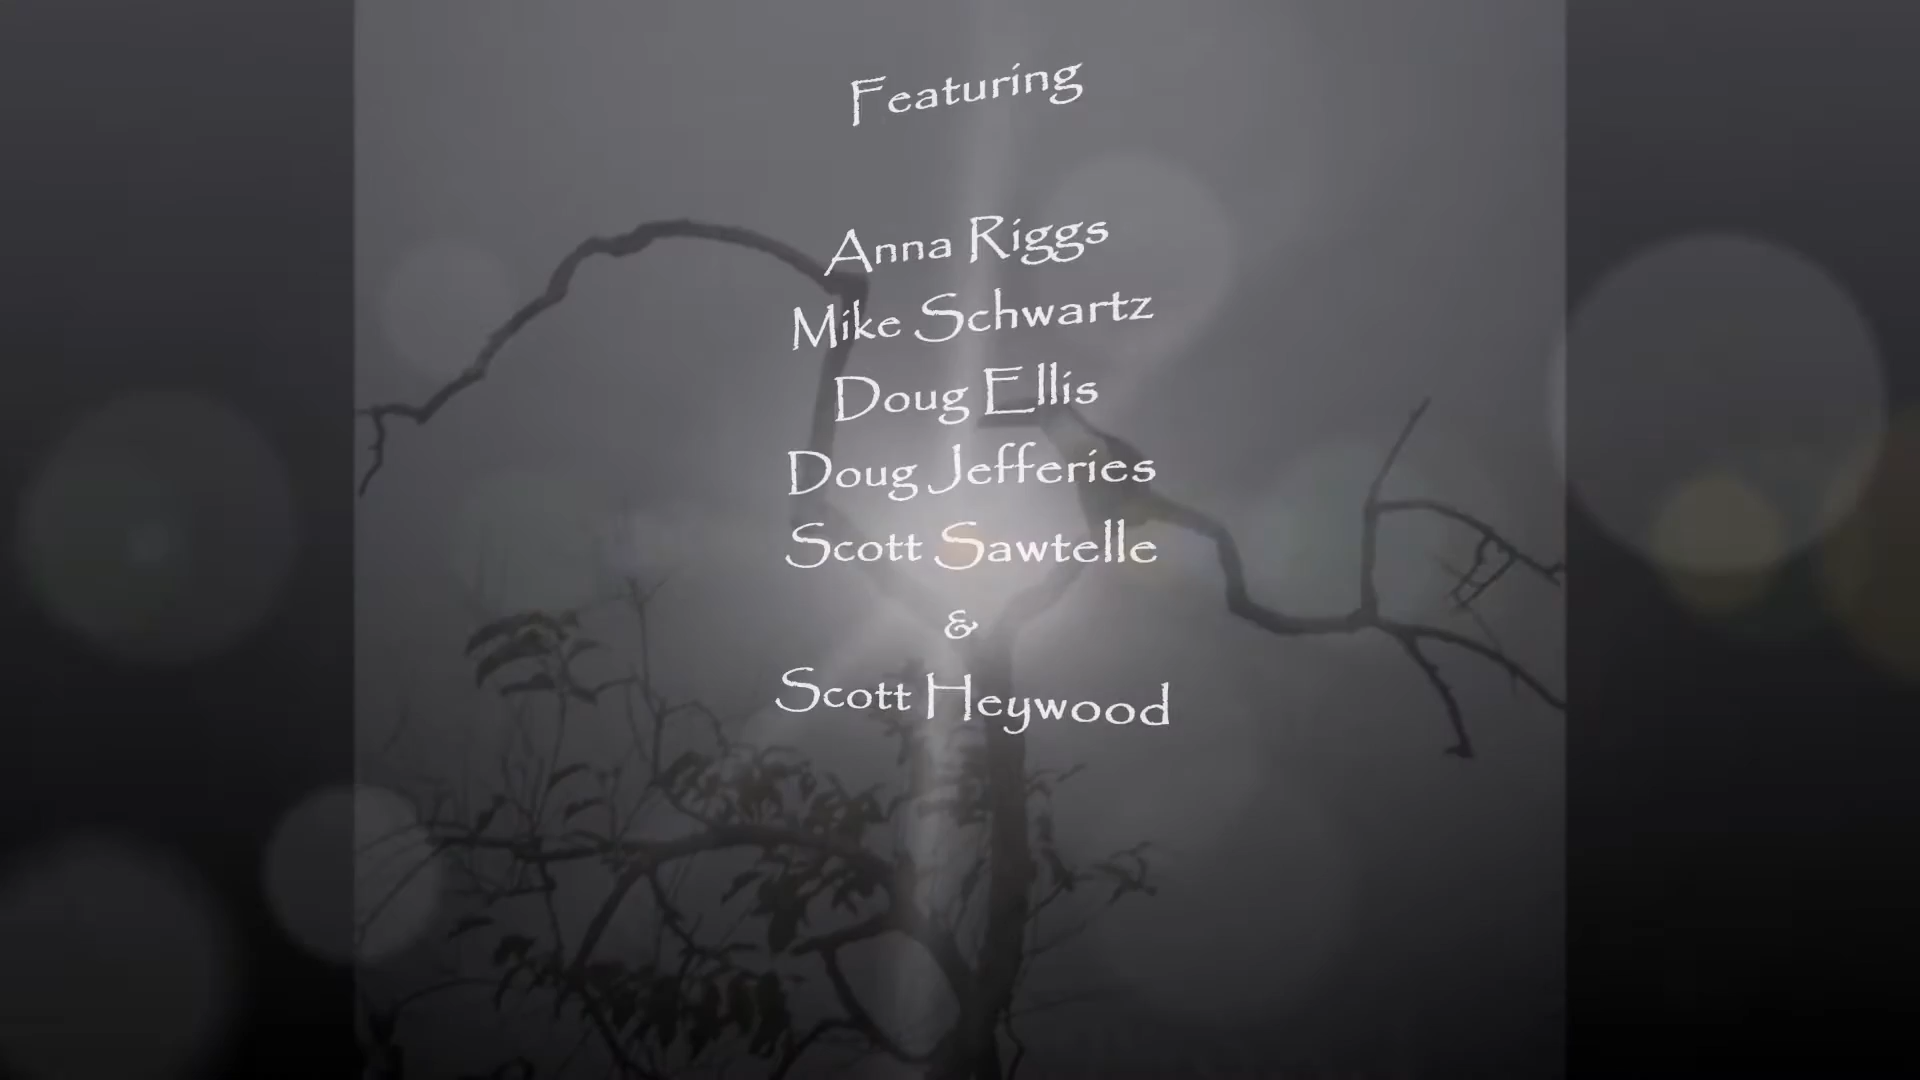 Featuring
Anna Riggs
Mike Schwartz
Doug Ellis
Doug Jefferies
Scott Sawtelle
&
Scott Heywood